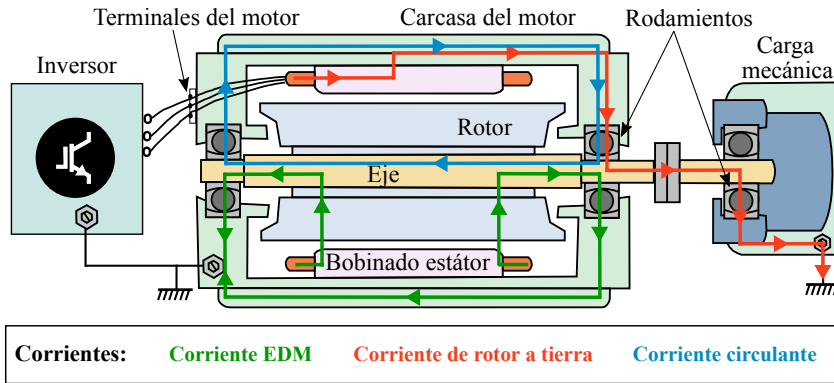 Terminales del motor
Carcasa del motor
Rodamientos
Inversor
Carga
mecánica
Rotor
Eje
Bobinado estátor
Corrientes: Corriente EDM Corriente de rotor a tierra Corriente circulante